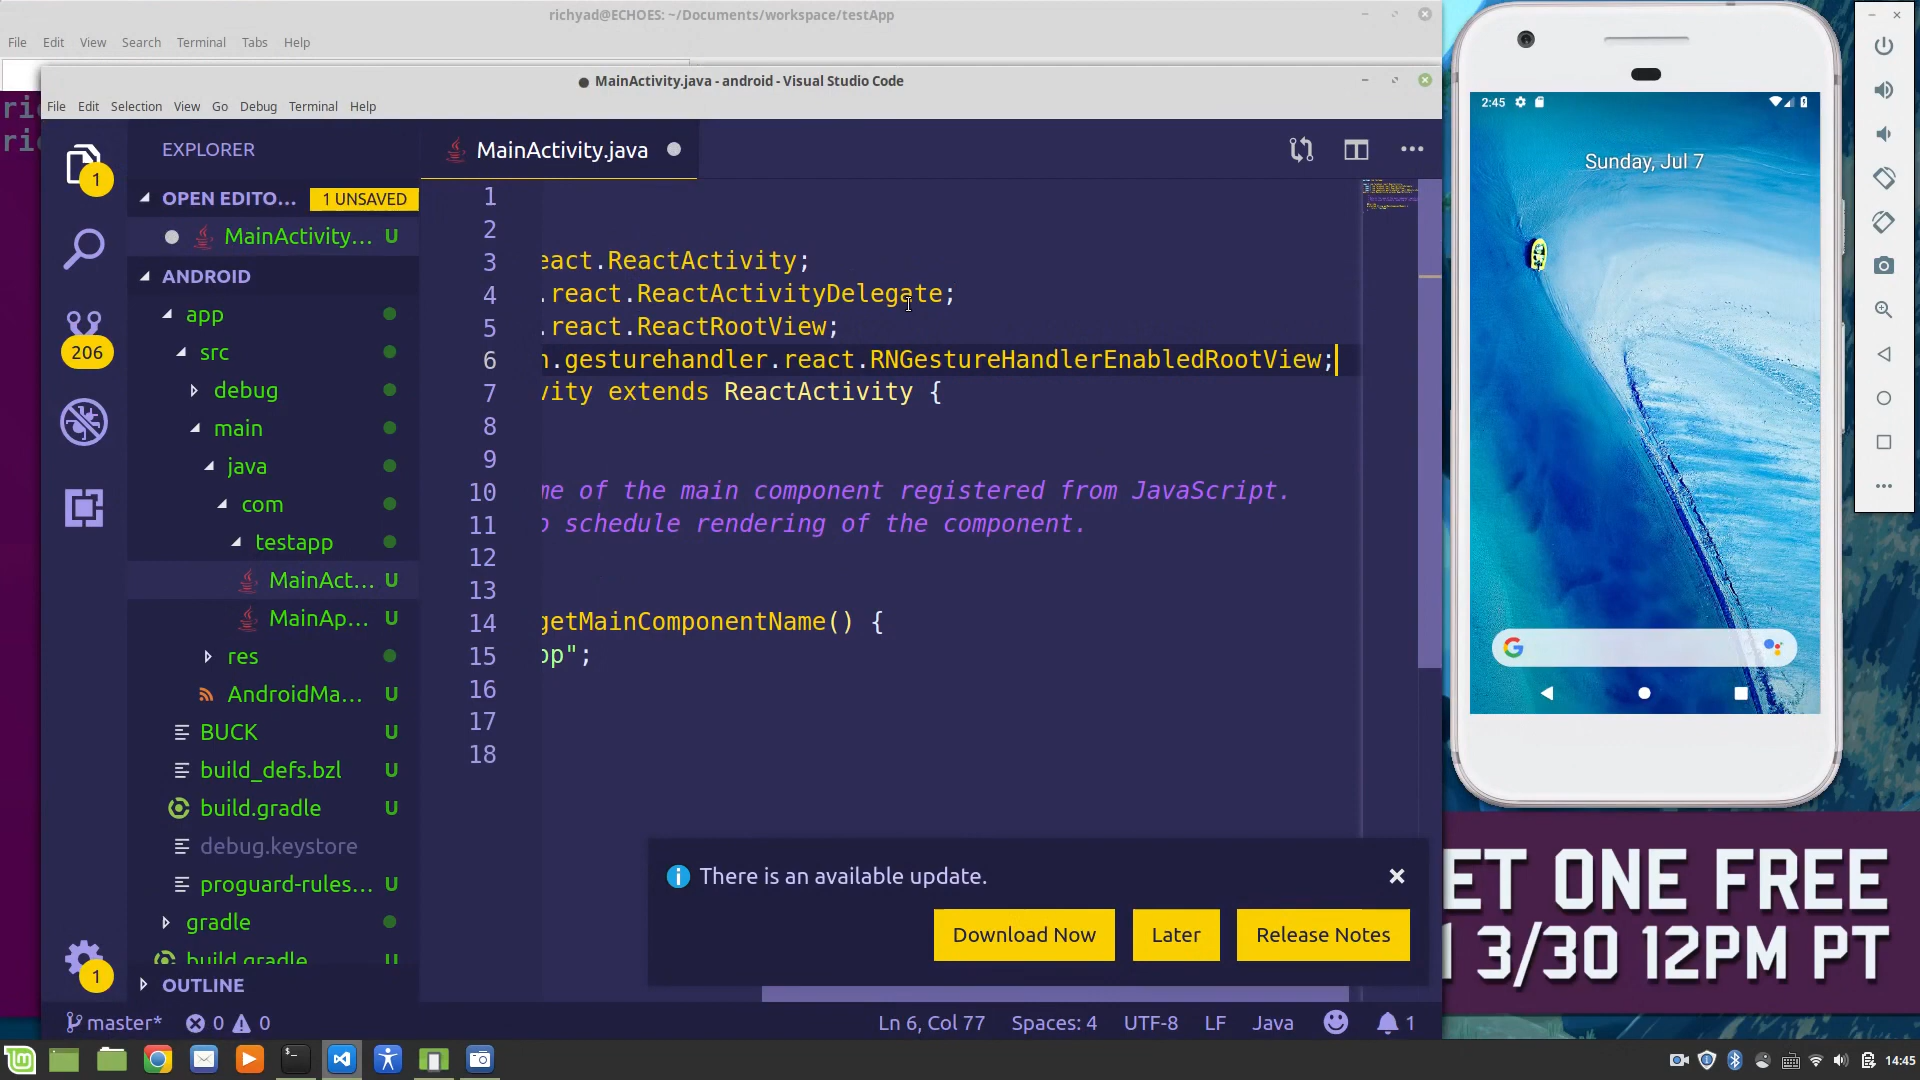 richyad@ECHOES: ~/Documents/workspace/testApp
File Edit View Search Terminal Tabs Help
MainActivity.java - android - Visual Studio Code
File Edit Selection View Go Debug Terminal Help
EXPLORER
OPEN EDITO... 1 UNSAVED
MainActivity... U
ANDROID
app
src
debug
main
java
com
testapp
MainAct... U
MainAp... U
res
AndroidMa... U
BUCK U
build_defs.bzl U
build.gradle U
debug.keystore
proguard-rules... U
gradle
build.gradle U
OUTLINE
1
206
1
MainActivity.java
1
2
3 eact.ReactActivity;
4 .react.ReactActivityDelegate;
5 .react.ReactRootView;
6 n.gesturehandler.react.RNGestureHandlerEnabledRootView;
7 vity extends ReactActivity {
8
9
10 me of the main component registered from JavaScript.
11 o schedule rendering of the component.
12
13
14 getMainComponentName() {
15 pp";
16
17
18
There is an available update.
Download Now Later Release Notes
master* 0 0 Ln 6, Col 77 Spaces: 4 UTF-8 LF Java 1
2:45
Sunday, Jul 7
ET ONE FREE
3/30 12PM PT
14:45